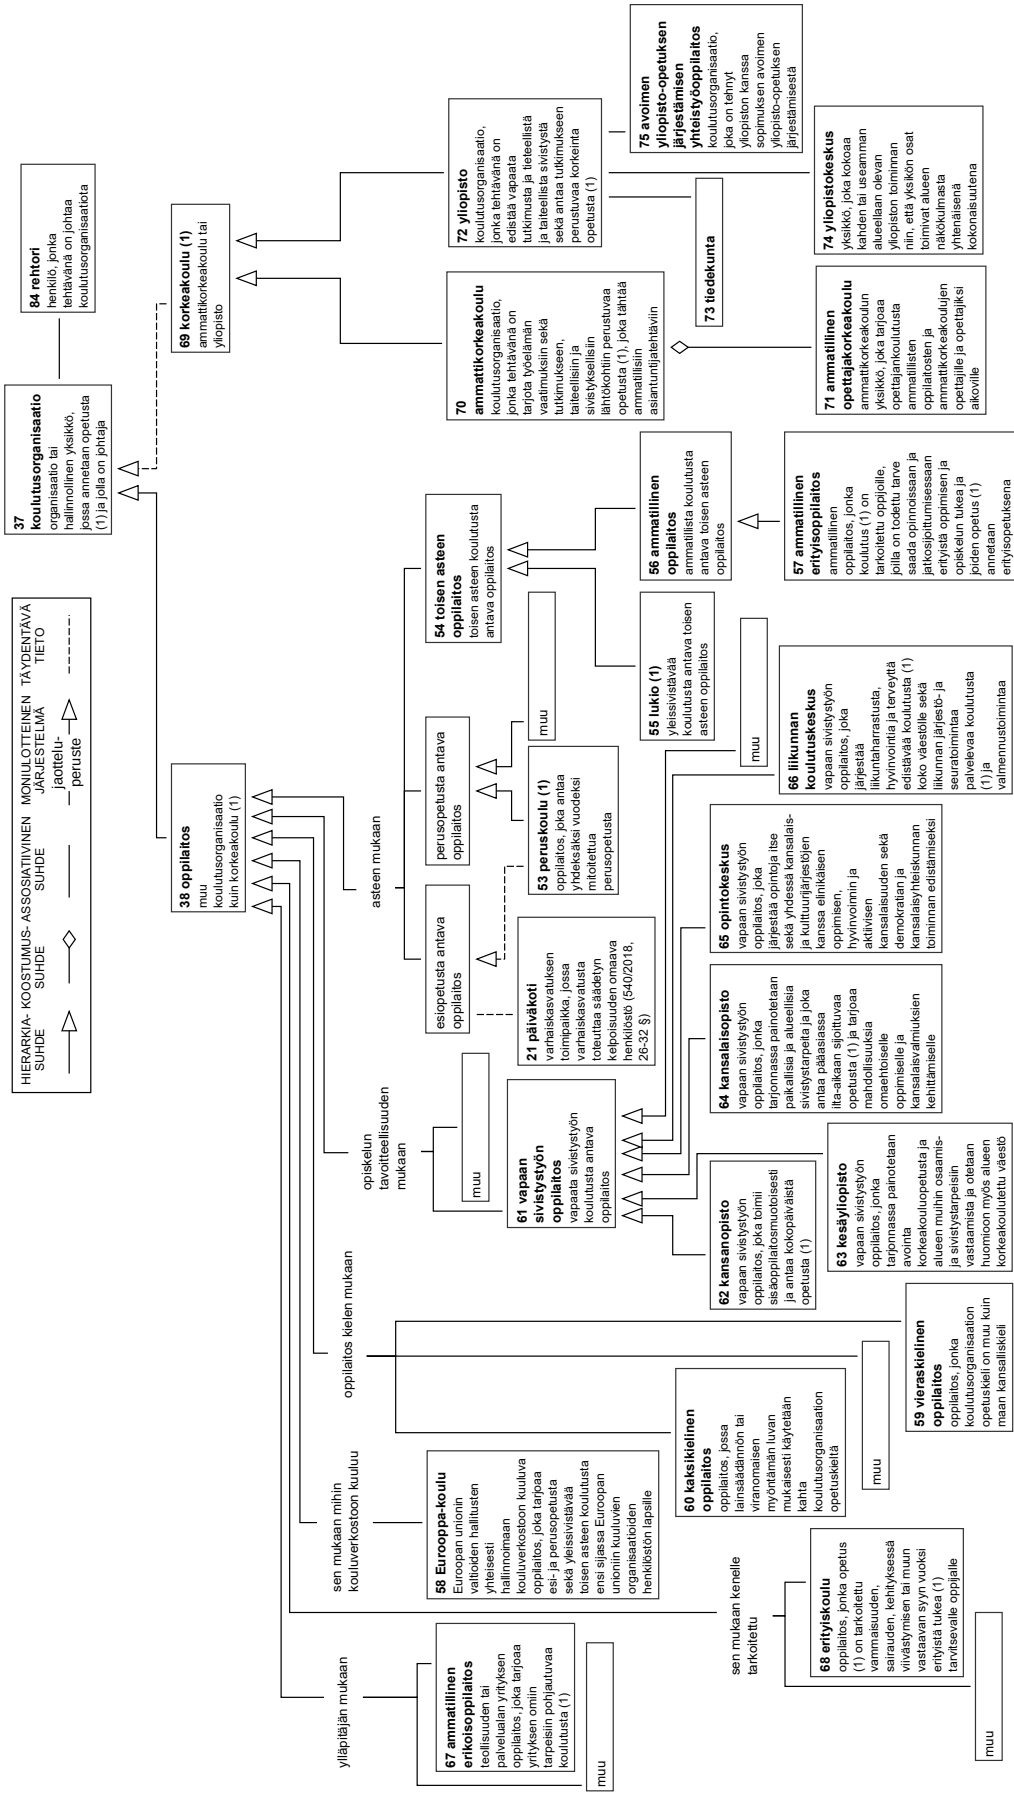 HIERARKIA-
SUHDE
KOOSTUMUS-
SUHDE
ASSOSIATIIVINEN
SUHDE
MONIULOTTEINEN
JÄRJESTELMÄ
jaottelu-
peruste
TÄYDENTÄVÄ
TIETO
37
koulutusorganisaatio
organisaatio tai
hallinnollinen yksikkö,
jossa annetaan opetusta
(1) ja jolla on johtaja
84 rehtori
henkilö, jonka
tehtävänä on johtaa
koulutusorganisaatiota
38 oppilaitos
muu
koulutusorganisaatio
kuin korkeakoulu (1)
69 korkeakoulu (1)
ammattikorkeakoulu tai
yliopisto
ylläpitäjän mukaan
sen mukaan mihin
kouluverkostoon kuuluu
oppilaitos kielen mukaan
opiskelun
tavoitteellisuuden
mukaan
asteen mukaan
67 ammatillinen
erikoisoppilaitos
teollisuuden tai
palvelualan yrityksen
oppilaitos, joka tarjoaa
yrityksen omiin
tarpeisiin pohjautuvaa
koulutusta (1)
muu
58 Eurooppa-koulu
Euroopan unionin
valtioiden hallitusten
yhteisesti
hallinnoimaan
kouluverkostoon kuuluva
oppilaitos, joka tarjoaa
esi- ja perusopetusta
sekä yleissivistävää
toisen asteen koulutusta
ensi sijassa Euroopan
unioniin kuuluvien
organisaatioiden
henkilöstön lapsille
muu
esiopetusta antava
oppilaitos
perusopetusta antava
oppilaitos
54 toisen asteen
oppilaitos
toisen asteen koulutusta
antava oppilaitos
70
ammattikorkeakoulu
koulutusorganisaatio,
jonka tehtävänä on
tarjota työelämän
vaatimuksiin sekä
tutkimukseen,
taiteellisiin ja
sivistyksellisiin
lähtökohtiin perustuvaa
opetusta (1), joka tähtää
ammatillisiin
asiantuntijatehtäviin
72 yliopisto
koulutusorganisaatio,
jonka tehtävänä on
edistää vapaata
tutkimusta ja tieteellistä
ja taiteellista sivistystä
sekä antaa tutkimukseen
perustuvaa korkeinta
opetusta (1)
61 vapaan
sivistystyön
oppilaitos
vapaata sivistystyön
koulutusta antava
oppilaitos
21 päiväkoti
varhaiskasvatuksen
toimipaikka, jossa
varhaiskasvatusta
toteuttaa säädetyn
kelpoisuuden omaava
henkilöstö (540/2018,
26-32 §)
53 peruskoulu (1)
oppilaitos, joka antaa
yhdeksäksi vuodeksi
mitoitettua
perusopetusta
muu
55 lukio (1)
yleissivistävää
koulutusta antava toisen
asteen oppilaitos
56 ammatillinen
oppilaitos
ammatillista koulutusta
antava toisen asteen
oppilaitos
73 tiedekunta
75 avoimen
yliopisto-opetuksen
järjestämisen
yhteistyöoppilaitos
koulutusorganisaatio,
joka on tehnyt
yliopiston kanssa
sopimuksen avoimen
yliopisto-opetuksen
järjestämisestä
sen mukaan kenelle
tarkoitettu
60 kaksikielinen
oppilaitos
oppilaitos, jossa
lainsäädännön tai
viranomaisen
myöntämän luvan
mukaisesti käytetään
kahta
koulutusorganisaation
opetuskieltä
62 kansanopisto
vapaan sivistystyön
oppilaitos, joka toimii
sisäoppilaitosmuotoisesti
ja antaa kokopäiväistä
opetusta (1)
64 kansalaisopisto
vapaan sivistystyön
oppilaitos, jonka
tarjonnassa painotetaan
paikallisia ja alueellisia
sivistystarpeita ja joka
antaa pääasiassa
ilta-aikaan sijoittuvaa
opetusta (1) ja tarjoaa
mahdollisuuksia
omaehtoiselle
oppimiselle ja
kansalaisvalmiuksien
kehittämiselle
65 opintokeskus
vapaan sivistystyön
oppilaitos, joka
järjestää opintoja itse
sekä yhdessä kansalais-
ja kulttuurijärjestöjen
kanssa elinikäisen
oppimisen,
hyvinvoinnin ja
aktiivisen
kansalaisuuden sekä
demokratian ja
kansalaisyhteiskunnan
toiminnan edistämiseksi
muu
66 liikunnan
koulutuskeskus
vapaan sivistystyön
oppilaitos, joka
järjestää
liikuntaharrastusta,
hyvinvointia ja terveyttä
edistävää koulutusta (1)
koko väestölle sekä
liikunnan järjestö- ja
seuratoimintaa
palvelevaa koulutusta
(1) ja
valmennustoimintaa
57 ammatillinen
erityisoppilaitos
ammatillinen
oppilaitos, jonka
koulutus (1) on
tarkoitettu oppijoille,
joilla on todettu tarve
saada opinnoissaan ja
jatkosijoittumisessaan
erityistä oppimisen ja
opiskelun tukea ja
joiden opetus (1)
annetaan
erityisopetuksena
71 ammatillinen
opettajakorkeakoulu
ammattikorkeakoulun
yksikkö, joka tarjoaa
opettajankoulutusta
ammatillisten
oppilaitosten ja
ammattikorkeakoulujen
opettajille ja opettajiksi
aikoville
74 yliopistokeskus
yksikkö, joka kokoaa
kahden tai useamman
alueellaan olevan
yliopiston toiminnan
niin, että yksikön osat
toimivat alueen
näkökulmasta
yhtenäisenä
kokonaisuutena
68 erityiskoulu
oppilaitos, jonka opetus
(1) on tarkoitettu
vammaisuuden,
sairauden, kehityksessä
viivästymisen tai muun
vastaavan syyn vuoksi
erityistä tukea (1)
tarvitsevalle oppijalle
muu
muu
59 vieraskielinen
oppilaitos
oppilaitos, jonka
koulutusorganisaation
opetuskieli on muu kuin
maan kansalliskieli
63 kesäyliopisto
vapaan sivistystyön
oppilaitos, jonka
tarjonnassa painotetaan
avointa
korkeakouluopetusta ja
alueen muihin osaamis-
ja sivistystarpeisiin
vastaamista ja otetaan
huomioon myös alueen
korkeakoulutettu väestö